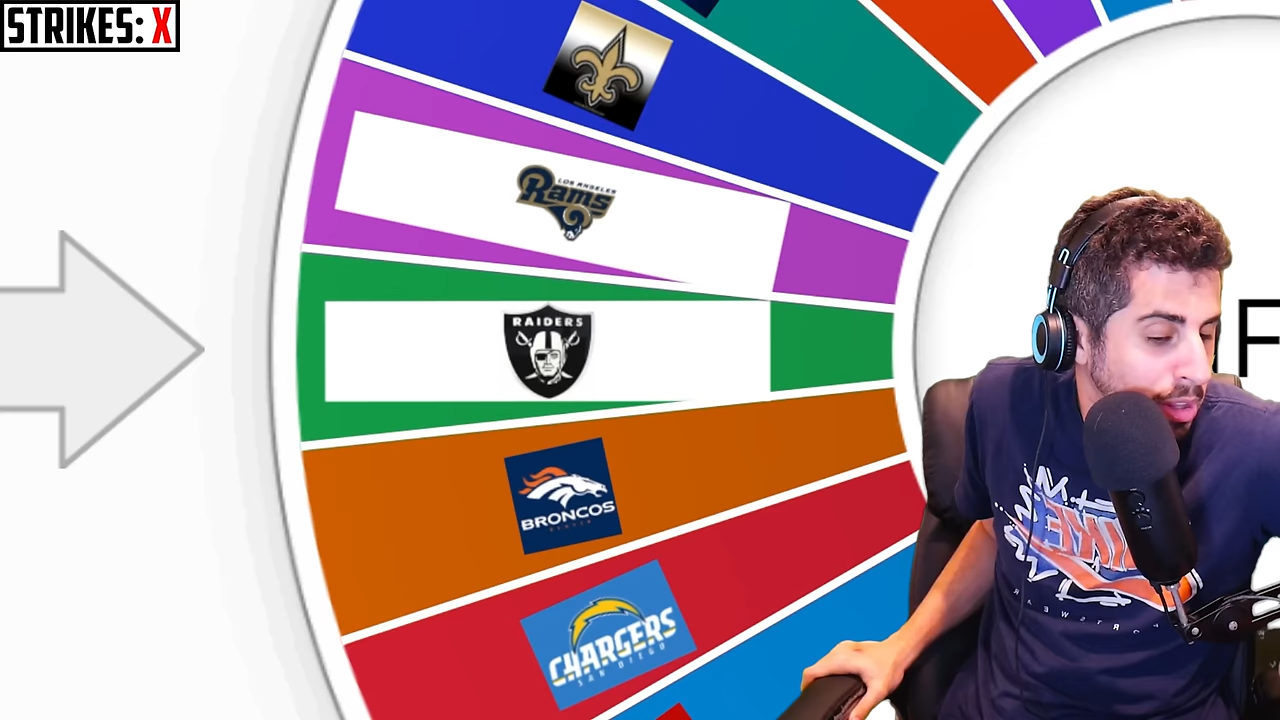 STRIKES: X
LOS ANGELES
Rams
RAIDERS
BRONCOS
CHARGERS
SAN DIEGO
F